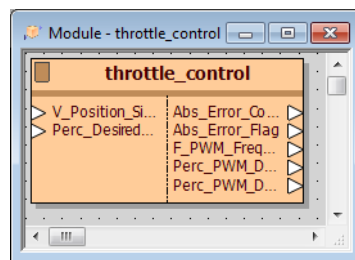 Module - throttle_control
throttle_control
V_Position_Si...
Perc_Desired...
Abs_Error_Co...
Abs_Error_Flag
F_PWM_Freq...
Perc_PWM_D...
Perc_PWM_D...